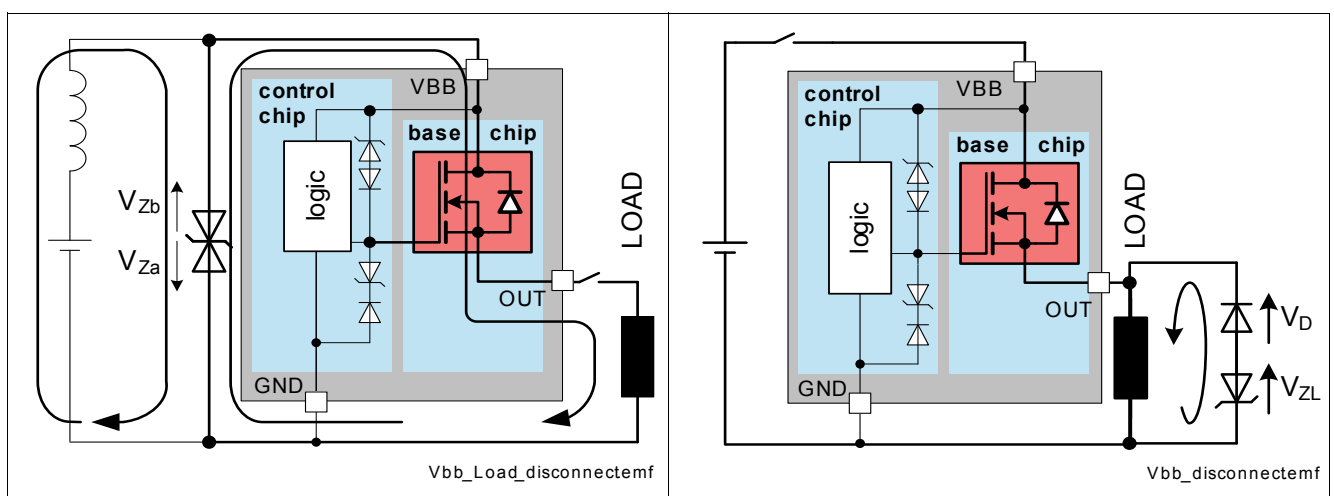 VBB
control
chip
base chip
logic
LOAD
V_Zb
V_Za
OUT
GND
Vbb_Load_disconnectemf
VBB
control
chip
base chip
logic
LOAD
OUT
V_D
V_ZL
GND
Vbb_disconnectemf